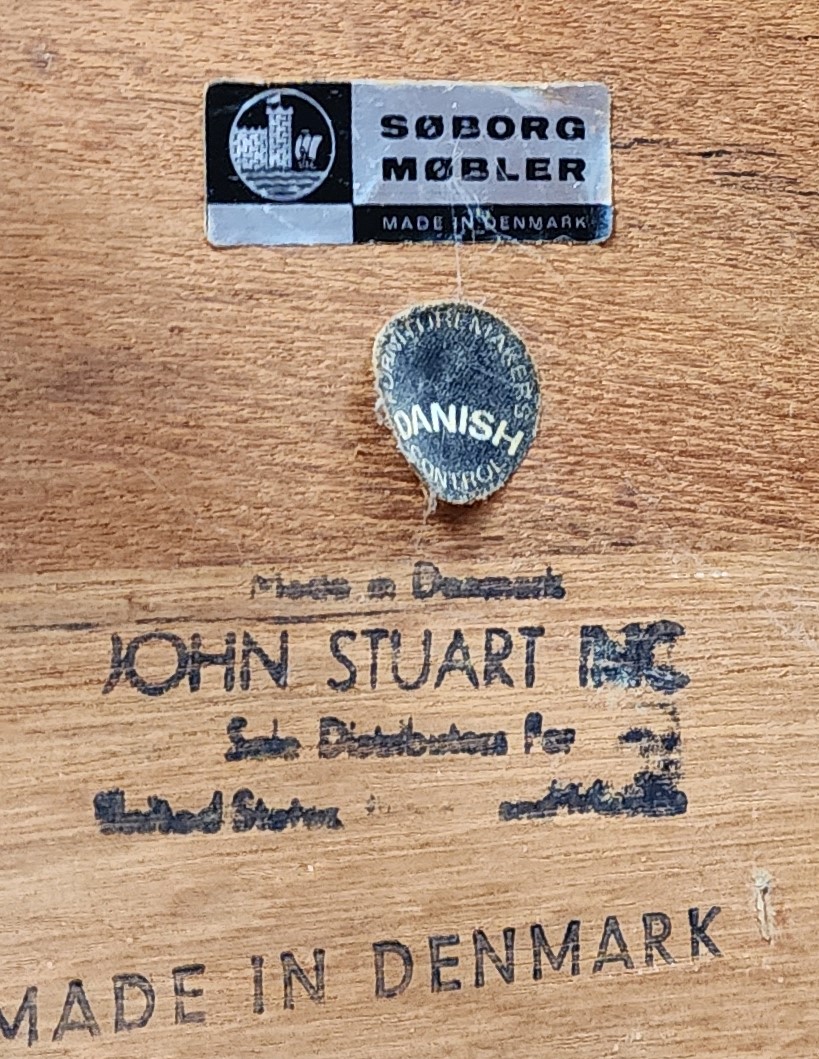 SØBORG
MØBLER
MADE IN DENMARK
FURNITUREMAKERS
DANISH
CONTROL
Made in Denmark
JOHN STUART INC
Sole Distributors For
United States
MADE IN DENMARK